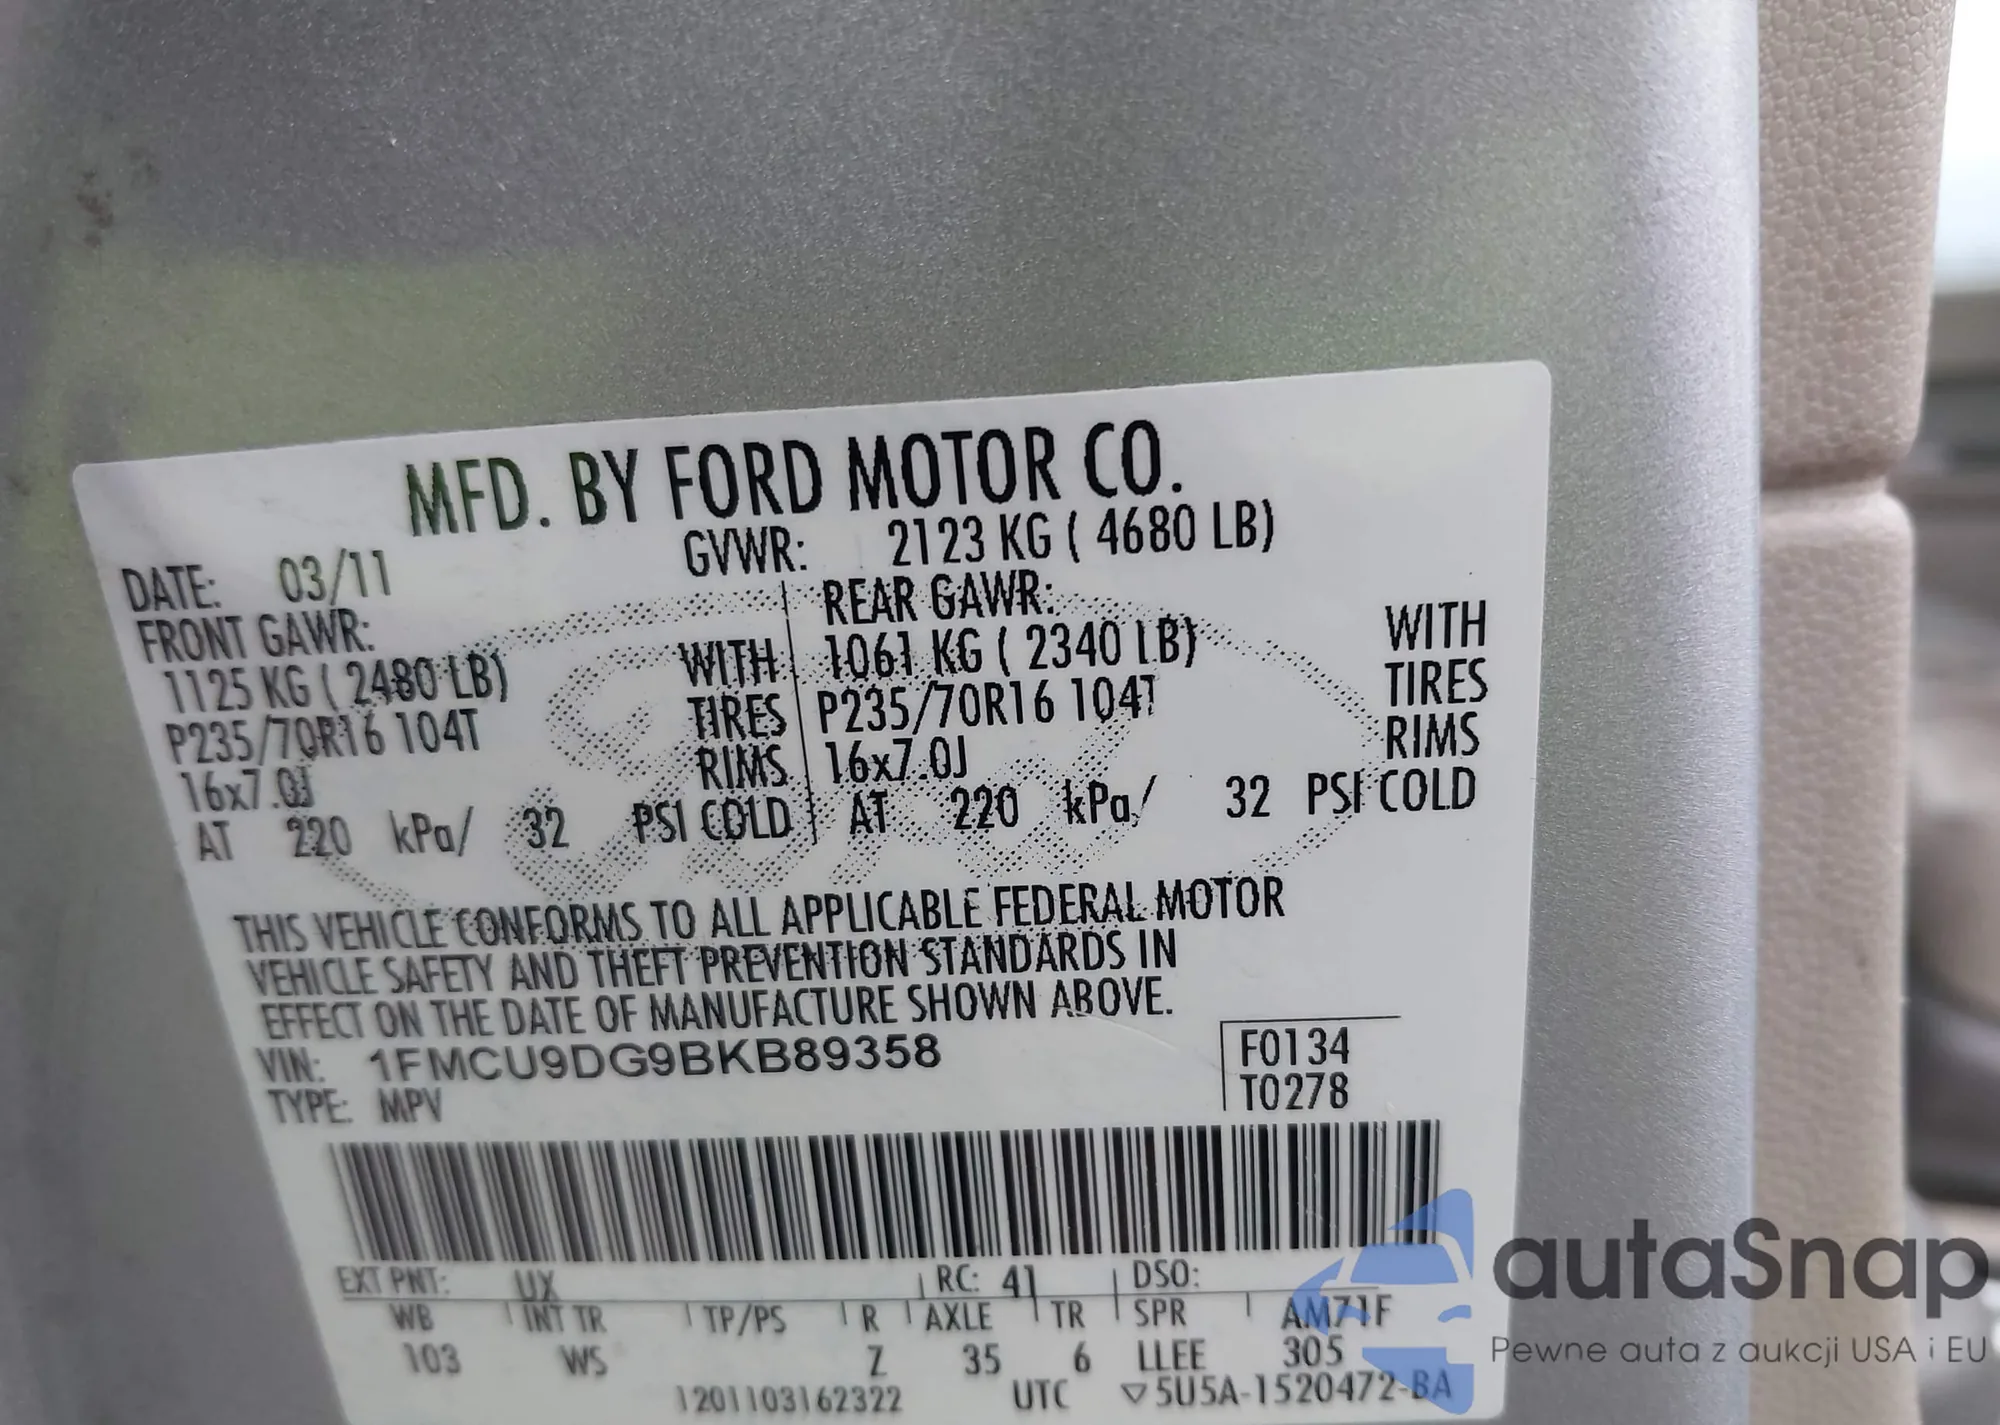 MFD. BY FORD MOTOR CO.
DATE: 03/11 GVWR: 2123 KG ( 4680 LB)
FRONT GAWR: REAR GAWR:
1125 KG ( 2480 LB) WITH 1061 KG ( 2340 LB) WITH
P235/70R16 104T TIRES P235/70R16 104T TIRES
16x7.0J RIMS 16x7.0J RIMS
AT 220 kPa/ 32 PSI COLD AT 220 kPa/ 32 PSI COLD
THIS VEHICLE CONFORMS TO ALL APPLICABLE FEDERAL MOTOR
VEHICLE SAFETY AND THEFT PREVENTION STANDARDS IN
EFFECT ON THE DATE OF MANUFACTURE SHOWN ABOVE.
VIN: 1FMCU9DG9BKB89358 F0134
TYPE: MPV T0278
EXT PNT: UX RC: 41 DSO:
WB INT TR TP/PS R AXLE TR SPR AM71F
103 WS Z 35 6 LLEE 305
1201103162322 UTC ▽5U5A-1520472-BA
autaSnap
Pewne auta z aukcji USA i EU